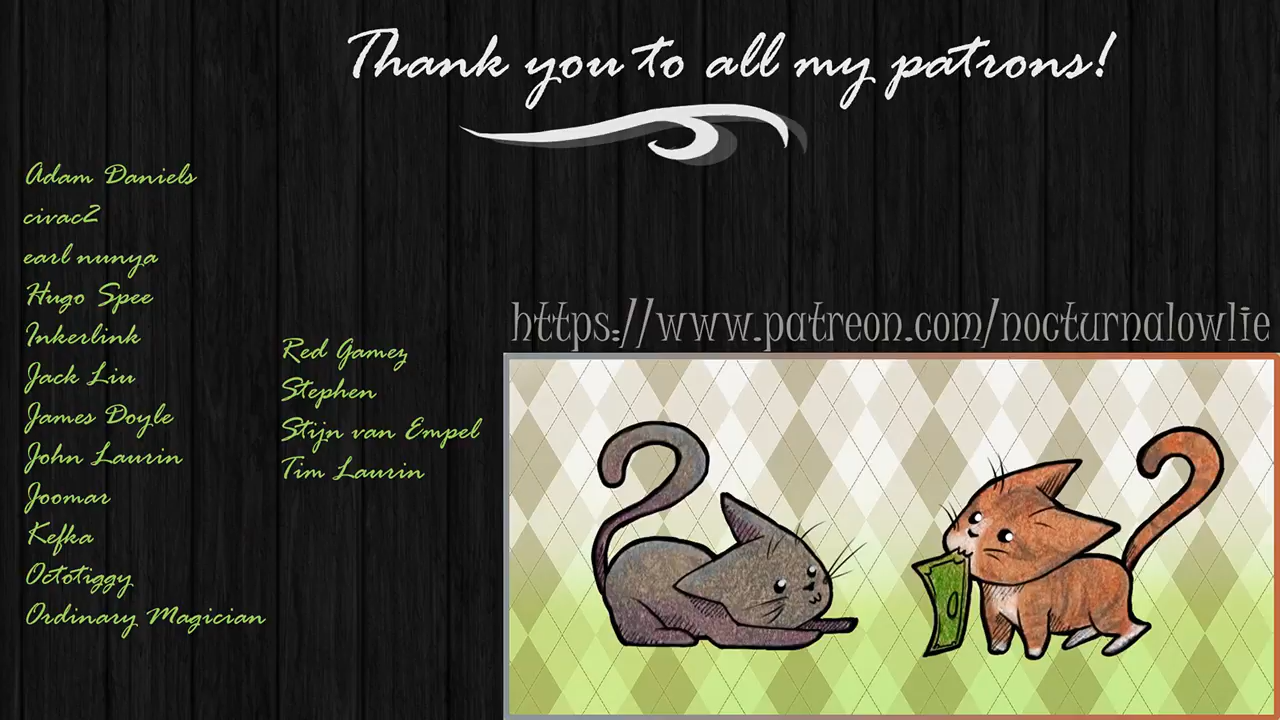 Thank you to all my patrons!
Adam Daniels
civac2
earl nunya
Hugo Spee
Inkerlink
Jack Liu
James Doyle
John Laurin
Joomar
Kefka
Octotiggy
Ordinary Magician
Red Gamez
Stephen
Stijn van Empel
Tim Laurin
https://www.patreon.com/nocturnalowlie